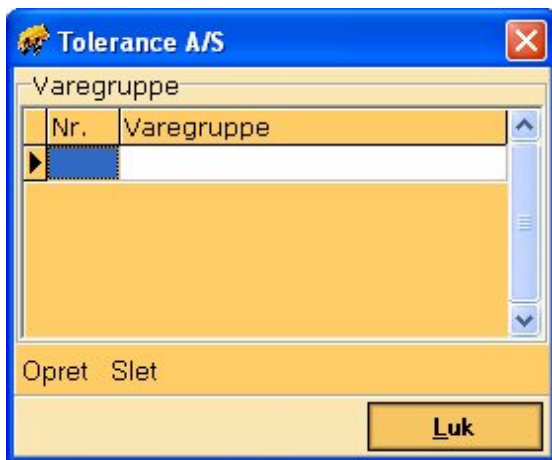 Tolerance A/S
Varegruppe
Nr. Varegruppe
Opret Slet
Luk